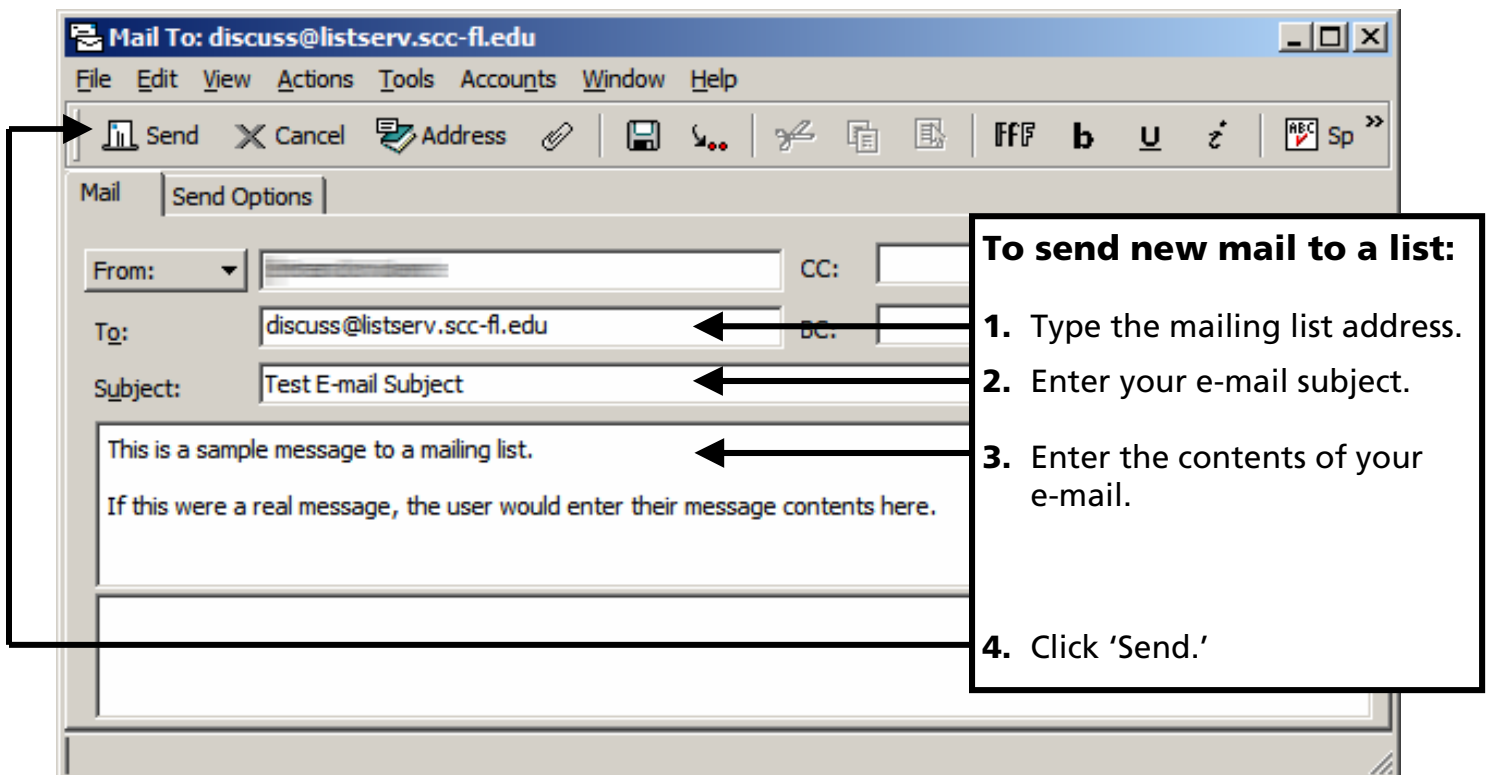 Mail To: discuss@listserv.scc-fl.edu
File Edit View Actions Tools Accounts Window Help
Send Cancel Address FfF b u i ABC Sp »
Mail Send Options
From: CC:
To: discuss@listserv.scc-fl.edu BC:
Subject: Test E-mail Subject
This is a sample message to a mailing list.
If this were a real message, the user would enter their message contents here.
To send new mail to a list:
1. Type the mailing list address.
2. Enter your e-mail subject.
3. Enter the contents of your
e-mail.
4. Click ‘Send.’